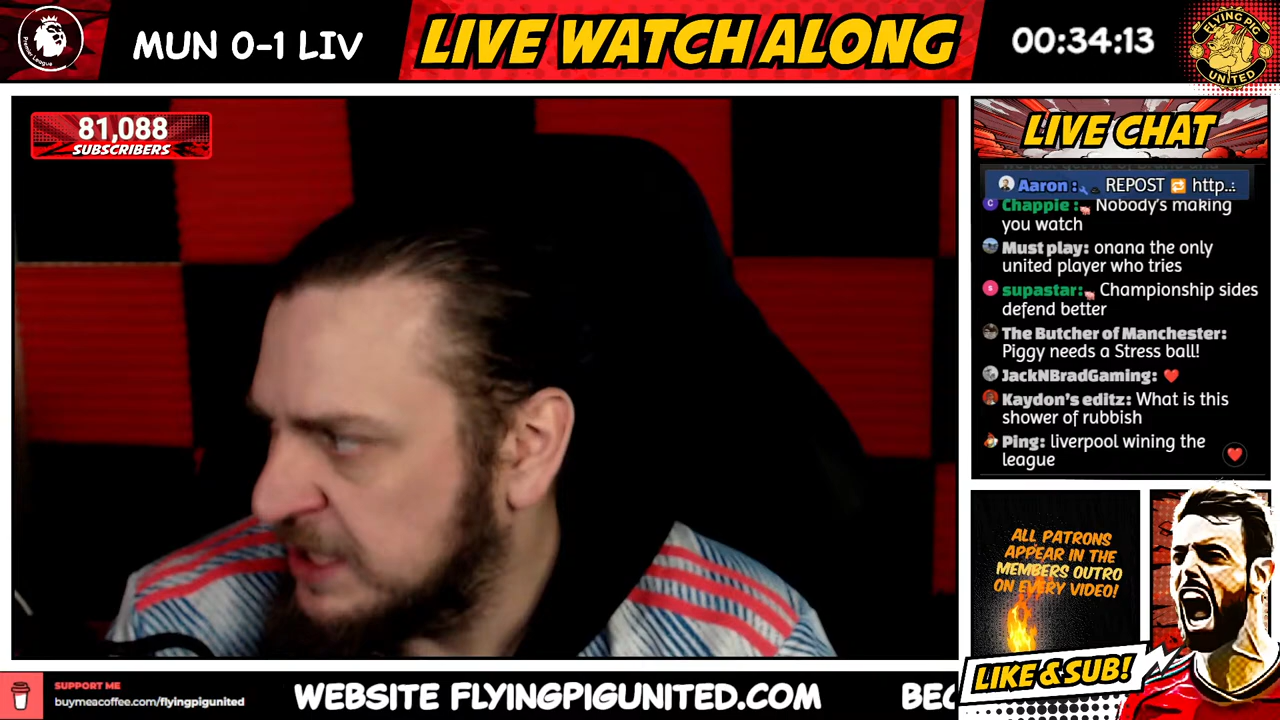 Premier League
MUN 0-1 LIV
LIVE WATCH ALONG
00:34:13
FLYING PIG
UNITED
81,088
SUBSCRIBERS
LIVE CHAT
Aaron : REPOST http..:
Chappie : Nobody's making
you watch
Must play: onana the only
united player who tries
supastar: Championship sides
defend better
The Butcher of Manchester:
Piggy needs a Stress ball!
JackNBradGaming: ❤️
Kaydon's editz: What is this
shower of rubbish
Ping: liverpool wining the
league
ALL PATRONS
APPEAR IN THE
MEMBERS OUTRO
ON EVERY VIDEO!
LIKE & SUB!
SUPPORT ME
buymeacoffee.com/flyingpigunited
WEBSITE FLYINGPIGUNITED.COM
BEC